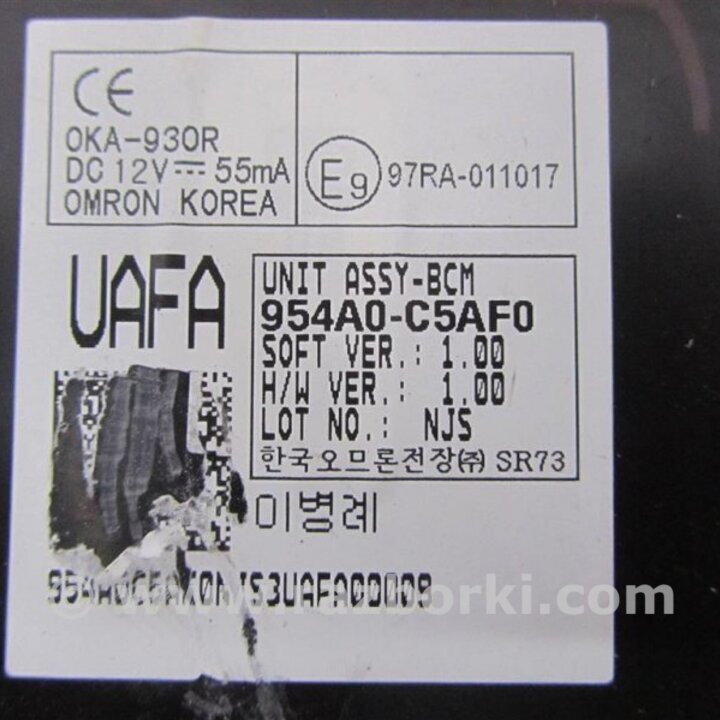 CE
OKA-930R
DC 12V 55mA
OMRON KOREA
E9 97RA-011017
UAFA
UNIT ASSY-BCM
954A0-C5AF0
SOFT VER.: 1.00
H/W VER.: 1.00
LOT NO.: NJS
한국오므론전장㈜ SR73
이병례